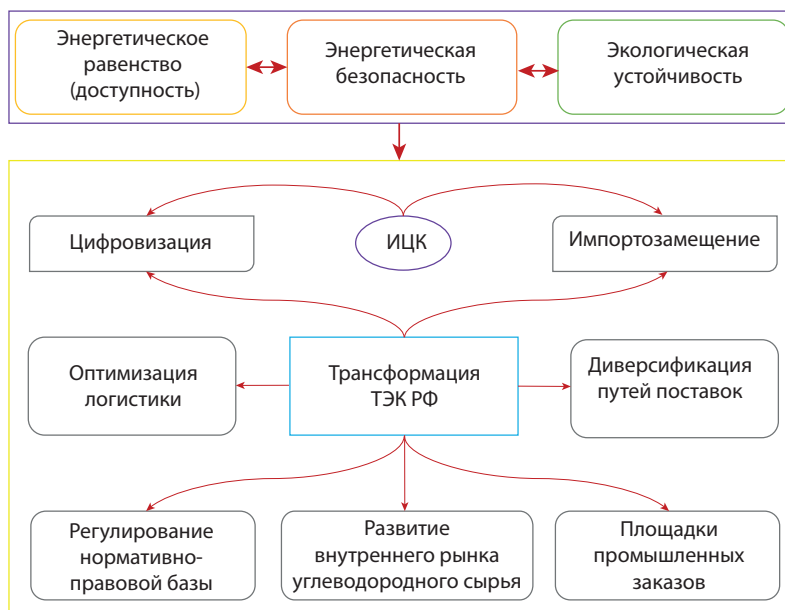 Энергетическое
равенство
(доступность)
Энергетическая
безопасность
Экологическая
устойчивость
Цифровизация
ИЦК
Импортозамещение
Оптимизация
логистики
Трансформация
ТЭК РФ
Диверсификация
путей поставок
Регулирование
нормативно-
правовой базы
Развитие
внутреннего рынка
углеводородного сырья
Площадки
промышленных
заказов